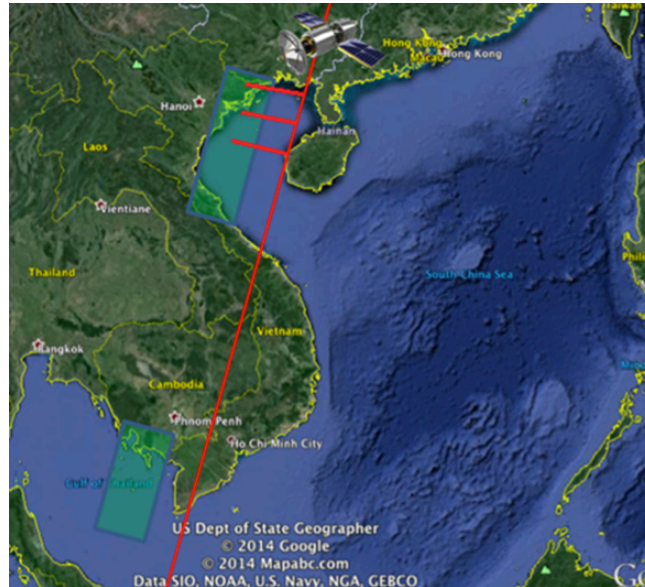 Taiwan
Hong Kong
Macau
Hong Kong
Hanoi
Hainan
Laos
Vientiane
South China Sea
Thailand
Vietnam
Bangkok
Cambodia
Phnom Penh
Ho Chi Minh City
Gulf of Thailand
US Dept of State Geographer
© 2014 Google
© 2014 Mapabc.com
Data SIO, NOAA, U.S. Navy, NGA, GEBCO